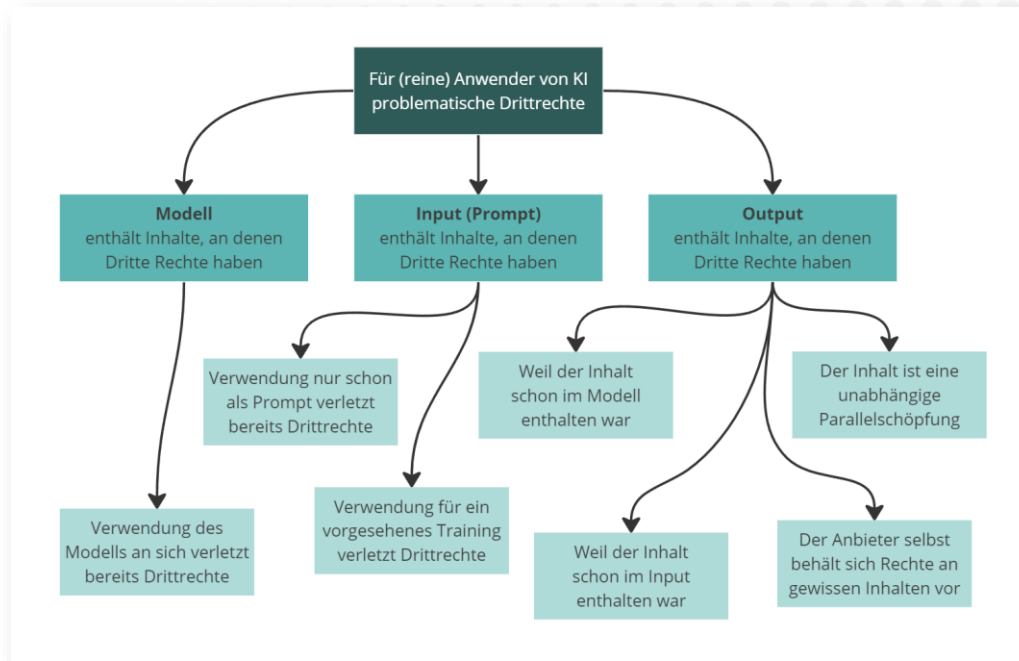 Für (reine) Anwender von KI
problematische Drittrechte
Modell
enthält Inhalte, an denen
Dritte Rechte haben
Input (Prompt)
enthält Inhalte, an denen
Dritte Rechte haben
Output
enthält Inhalte, an denen
Dritte Rechte haben
Verwendung nur schon
als Prompt verletzt
bereits Drittrechte
Weil der Inhalt
schon im Modell
enthalten war
Der Inhalt ist eine
unabhängige
Parallelschöpfung
Verwendung des
Modells an sich verletzt
bereits Drittrechte
Verwendung für ein
vorgesehenes Training
verletzt Drittrechte
Weil der Inhalt
schon im Input
enthalten war
Der Anbieter selbst
behält sich Rechte an
gewissen Inhalten vor